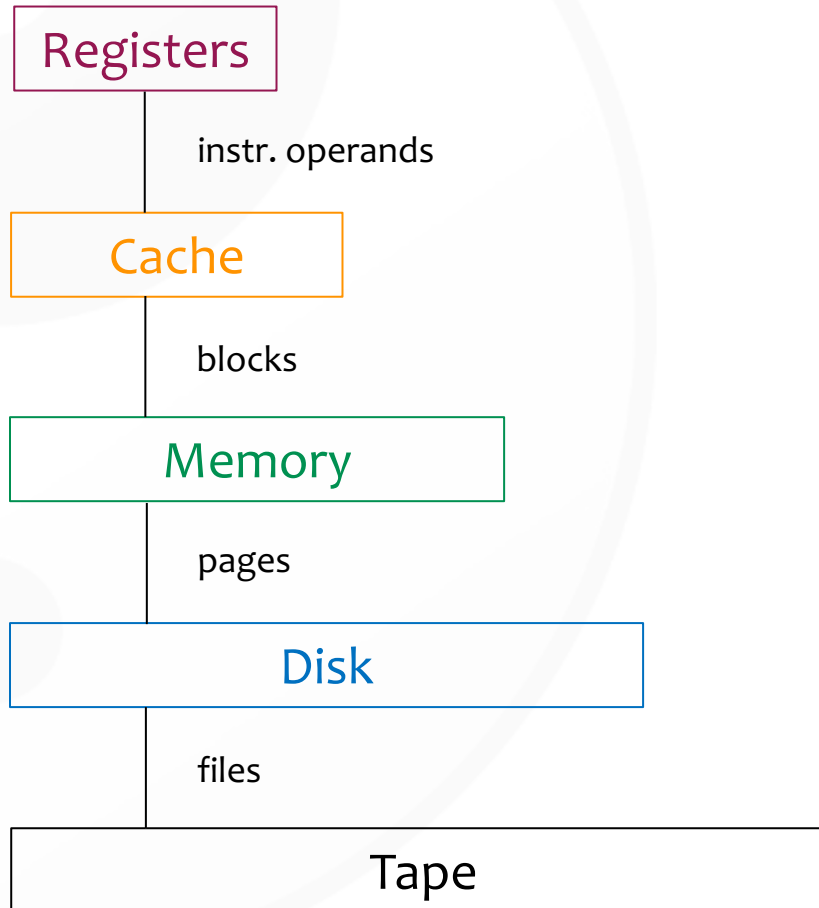 Registers
instr. operands
Cache
blocks
Memory
pages
Disk
files
Tape